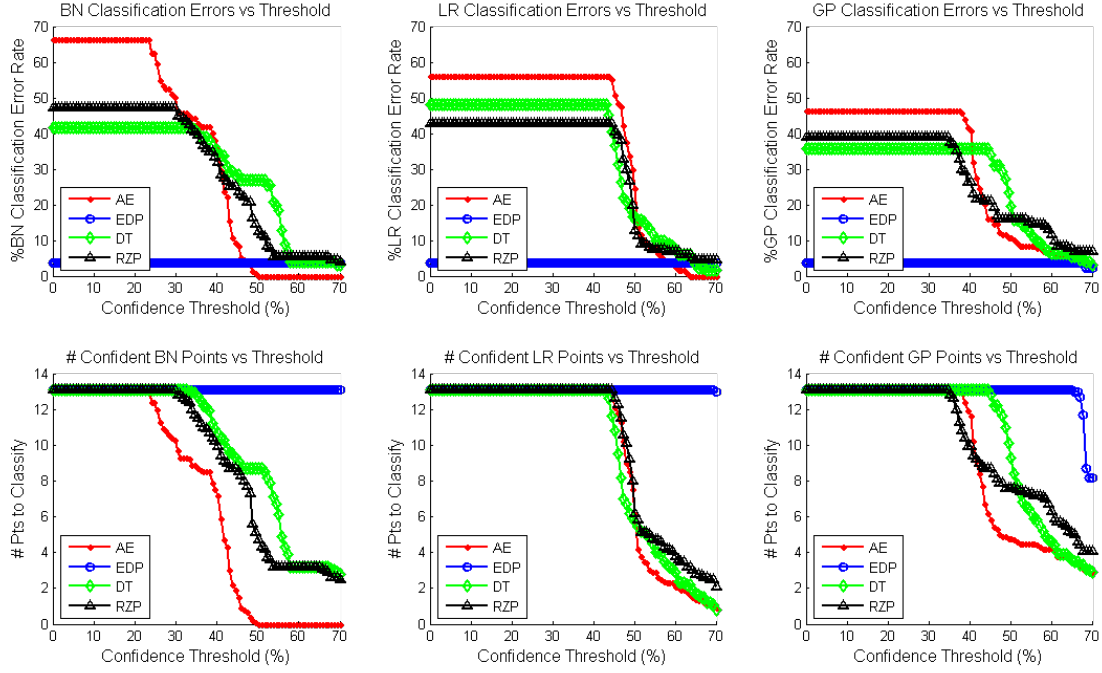 BN Classification Errors vs Threshold
%BN Classification Error Rate
70
60
50
40
30
20
10
0
AE
EDP
DT
RZP
0 10 20 30 40 50 60 70
Confidence Threshold (%)
LR Classification Errors vs Threshold
%LR Classification Error Rate
70
60
50
40
30
20
10
0
AE
EDP
DT
RZP
0 10 20 30 40 50 60 70
Confidence Threshold (%)
GP Classification Errors vs Threshold
%GP Classification Error Rate
70
60
50
40
30
20
10
0
AE
EDP
DT
RZP
0 10 20 30 40 50 60 70
Confidence Threshold (%)
# Confident BN Points vs Threshold
# Pts to Classify
14
12
10
8
6
4
2
0
AE
EDP
DT
RZP
0 10 20 30 40 50 60 70
Confidence Threshold (%)
# Confident LR Points vs Threshold
# Pts to Classify
14
12
10
8
6
4
2
0
AE
EDP
DT
RZP
0 10 20 30 40 50 60 70
Confidence Threshold (%)
# Confident GP Points vs Threshold
# Pts to Classify
14
12
10
8
6
4
2
0
AE
EDP
DT
RZP
0 10 20 30 40 50 60 70
Confidence Threshold (%)